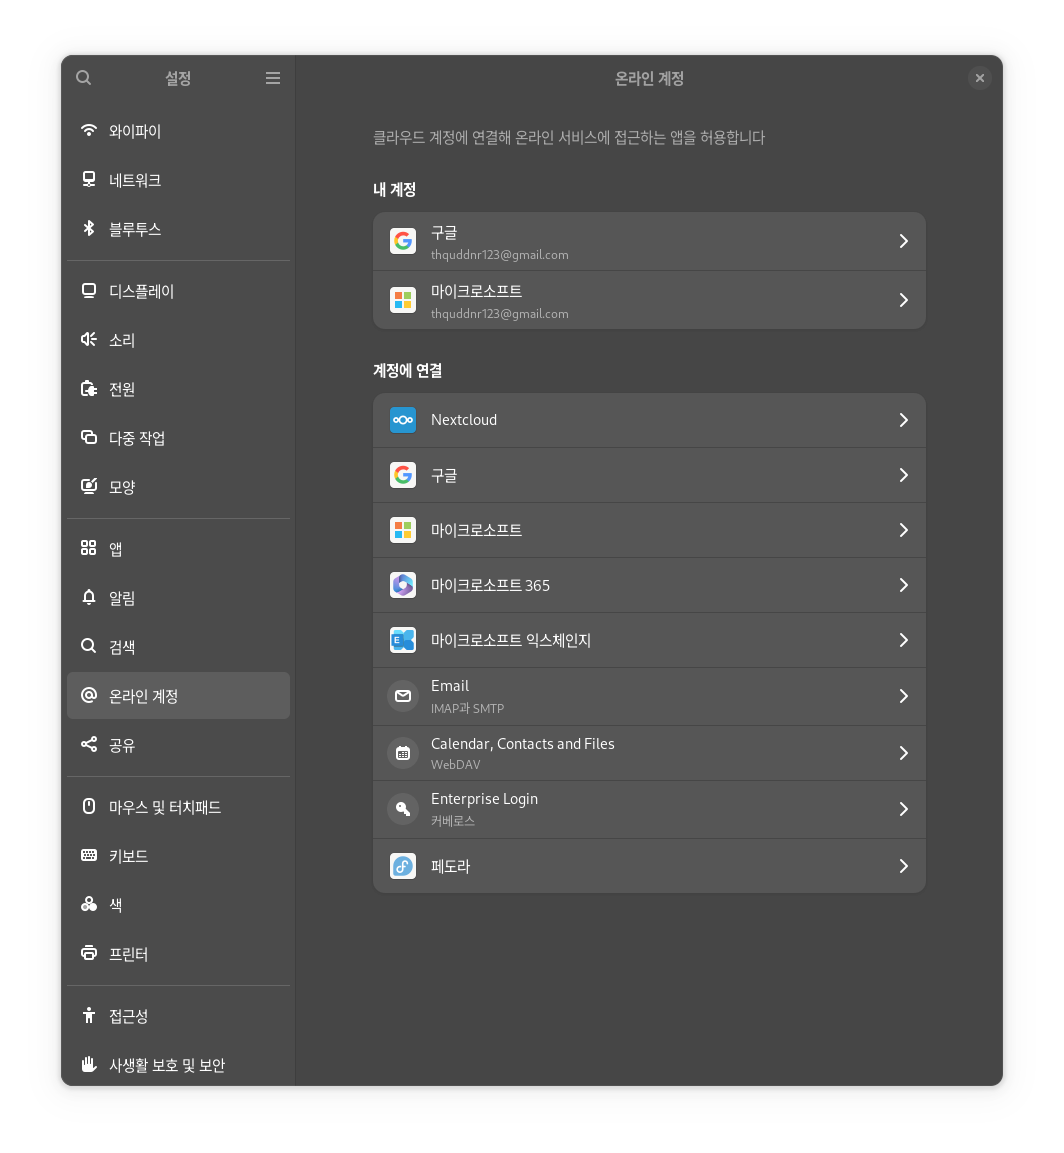 설정
와이파이
네트워크
블루투스
디스플레이
소리
전원
다중 작업
모양
앱
알림
검색
온라인 계정
공유
마우스 및 터치패드
키보드
색
프린터
접근성
사생활 보호 및 보안
온라인 계정
클라우드 계정에 연결해 온라인 서비스에 접근하는 앱을 허용합니다
내 계정
구글
thquddnr123@gmail.com
마이크로소프트
thquddnr123@gmail.com
계정에 연결
Nextcloud
구글
마이크로소프트
마이크로소프트 365
마이크로소프트 익스체인지
Email
IMAP과 SMTP
Calendar, Contacts and Files
WebDAV
Enterprise Login
커베로스
페도라